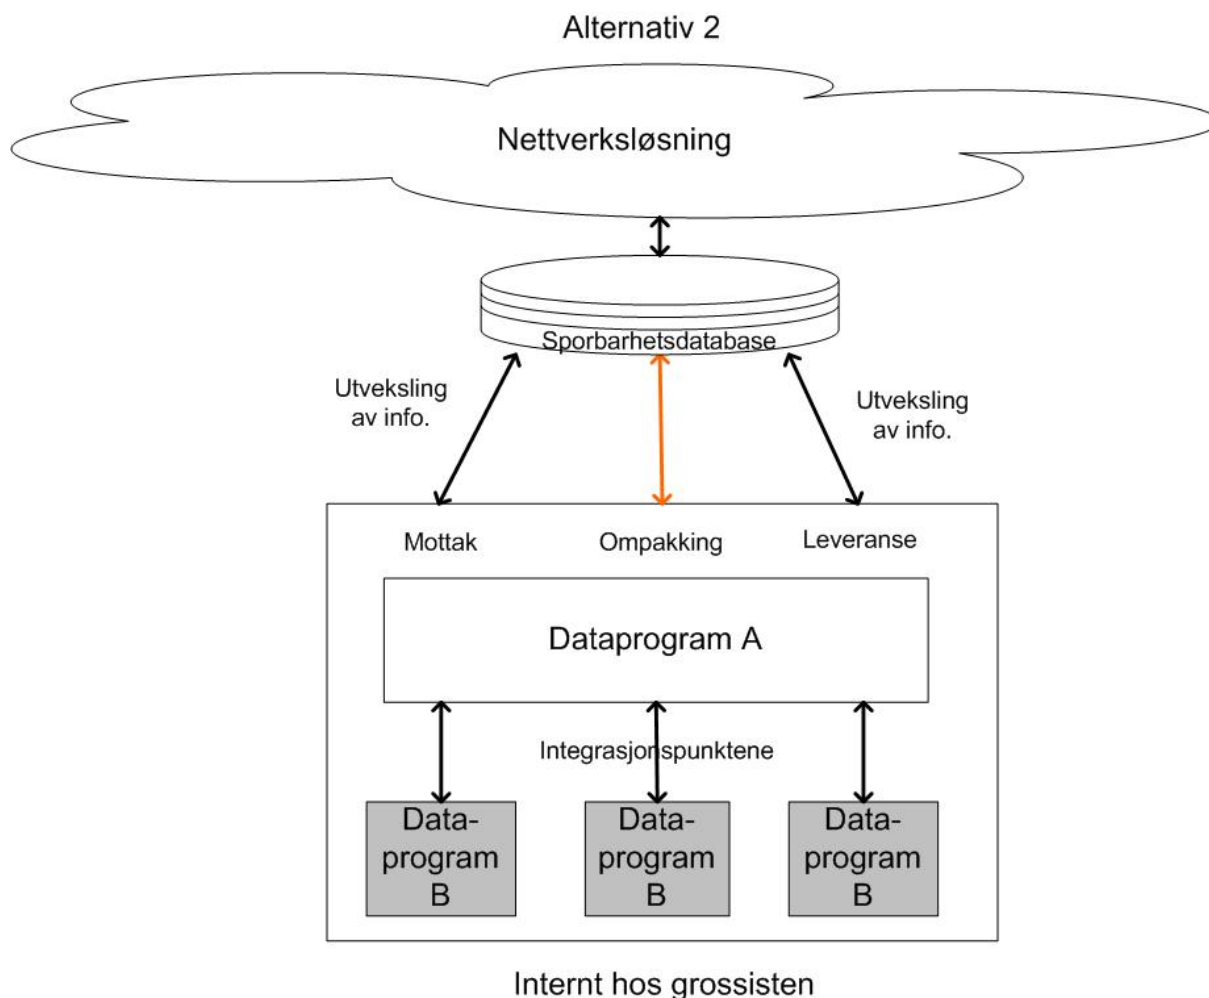 Alternativ 2
Nettverksløsning
Sporbarhetsdatabase
Utveksling
av info.
Utveksling
av info.
Mottak
Ompakking
Leveranse
Dataprogram A
Integrasjonspunktene
Data-
program
B
Data-
program
B
Data-
program
B
Internt hos grossisten